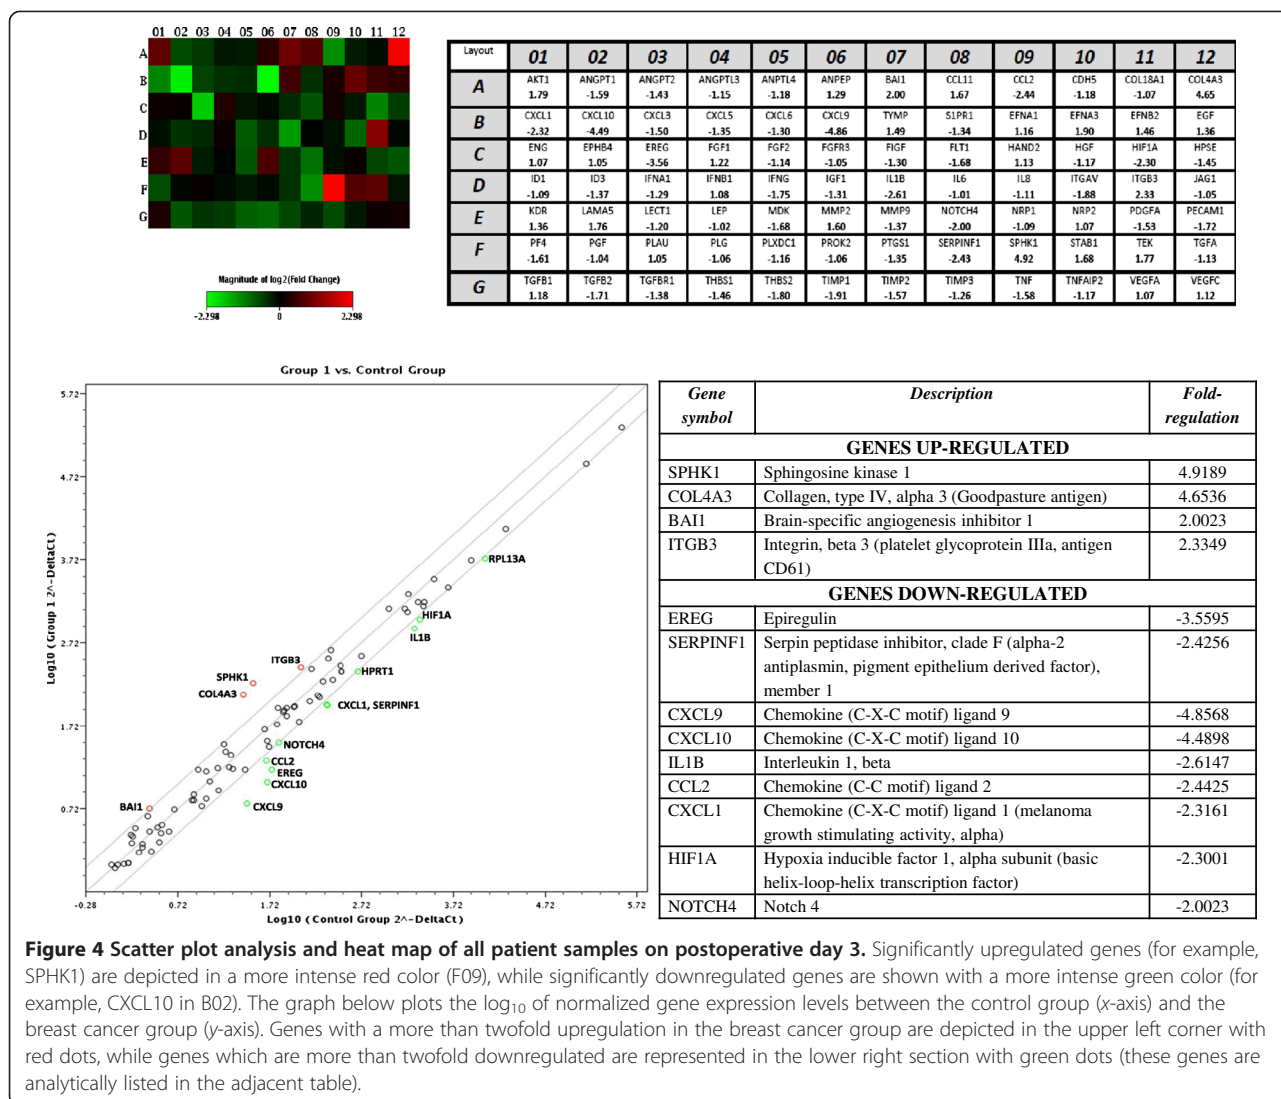 01 02 03 04 05 06 07 08 09 10 11 12
A
B
C
D
E
F
G
Magnitude of log2(Fold Change)
-2.298 0 2.298
Layout 01 02 03 04 05 06 07 08 09 10 11 12
A AKT1 ANGPT1 ANGPT2 ANGPTL3 ANPTL4 ANPEP BAI1 CCL11 CCL2 CDH5 COL18A1 COL4A3
1.79 -1.59 -1.43 -1.15 -1.18 1.29 2.00 1.67 -2.44 -1.18 -1.07 4.65
B CXCL1 CXCL10 CXCL3 CXCL5 CXCL6 CXCL9 TYMP S1PR1 EFNA1 EFNA3 EFNB2 EGF
-2.32 -4.49 -1.50 -1.35 -1.30 -4.86 1.49 -1.34 1.16 1.90 1.46 1.36
C ENG EPHB4 EREG FGF1 FGF2 FGFR3 FIGF FLT1 HAND2 HGF HIF1A HPSE
1.07 1.05 -3.56 1.22 -1.14 -1.05 -1.30 -1.68 1.13 -1.17 -2.30 -1.45
D ID1 ID3 IFNA1 IFNB1 IFNG IGF1 IL1B IL6 IL8 ITGAV ITGB3 JAG1
-1.09 -1.37 -1.29 1.08 -1.75 -1.31 -2.61 -1.01 -1.11 -1.88 2.33 -1.05
E KDR LAMA5 LECT1 LEP MDK MMP2 MMP9 NOTCH4 NRP1 NRP2 PDGFA PECAM1
1.36 1.76 -1.20 -1.02 -1.68 1.60 -1.37 -2.00 -1.09 1.07 -1.53 -1.72
F PF4 PGF PLAU PLG PLXDC1 PROK2 PTGS1 SERPINF1 SPHK1 STAB1 TEK TGFA
-1.61 -1.04 1.05 -1.06 -1.16 -1.06 -1.35 -2.43 4.92 1.68 1.77 -1.13
G TGFB1 TGFB2 TGFBR1 THBS1 THBS2 TIMP1 TIMP2 TIMP3 TNF TNFAIP2 VEGFA VEGFC
1.18 -1.71 -1.38 -1.46 -1.80 -1.91 -1.57 -1.26 -1.58 -1.17 1.07 1.12
Group 1 vs. Control Group
Log10 (Group 1 2^-DeltaCt)
5.72
4.72
3.72
2.72
1.72
0.72
RPL13A
HIF1A
IL1B
ITGB3
HPRT1
SPHK1
COL4A3
CXCL1, SERPINF1
NOTCH4
CCL2
EREG
CXCL10
BAI1
CXCL9
-0.28 0.72 1.72 2.72 3.72 4.72 5.72
Log10 (Control Group 2^-DeltaCt)
Gene symbol Description Fold-regulation
GENES UP-REGULATED
SPHK1 Sphingosine kinase 1 4.9189
COL4A3 Collagen, type IV, alpha 3 (Goodpasture antigen) 4.6536
BAI1 Brain-specific angiogenesis inhibitor 1 2.0023
ITGB3 Integrin, beta 3 (platelet glycoprotein IIIa, antigen 2.3349
CD61)
GENES DOWN-REGULATED
EREG Epiregulin -3.5595
SERPINF1 Serpin peptidase inhibitor, clade F (alpha-2 -2.4256
antiplasmin, pigment epithelium derived factor),
member 1
CXCL9 Chemokine (C-X-C motif) ligand 9 -4.8568
CXCL10 Chemokine (C-X-C motif) ligand 10 -4.4898
IL1B Interleukin 1, beta -2.6147
CCL2 Chemokine (C-C motif) ligand 2 -2.4425
CXCL1 Chemokine (C-X-C motif) ligand 1 (melanoma -2.3161
growth stimulating activity, alpha)
HIF1A Hypoxia inducible factor 1, alpha subunit (basic -2.3001
helix-loop-helix transcription factor)
NOTCH4 Notch 4 -2.0023
Figure 4 Scatter plot analysis and heat map of all patient samples on postoperative day 3. Significantly upregulated genes (for example,
SPHK1) are depicted in a more intense red color (F09), while significantly downregulated genes are shown with a more intense green color (for
example, CXCL10 in B02). The graph below plots the log10 of normalized gene expression levels between the control group (x-axis) and the
breast cancer group (y-axis). Genes with a more than twofold upregulation in the breast cancer group are depicted in the upper left corner with
red dots, while genes which are more than twofold downregulated are represented in the lower right section with green dots (these genes are
analytically listed in the adjacent table).